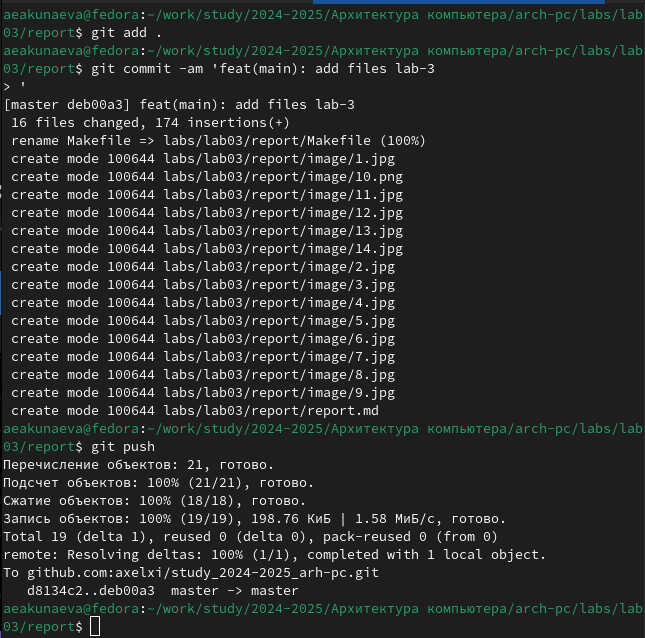 aeakunaeva@fedora:~/work/study/2024-2025/Архитектура компьютера/arch-pc/labs/lab
03/report$ git add .
aeakunaeva@fedora:~/work/study/2024-2025/Архитектура компьютера/arch-pc/labs/lab
03/report$ git commit -am 'feat(main): add files lab-3
> '
[master deb00a3] feat(main): add files lab-3
 16 files changed, 174 insertions(+)
 rename Makefile => labs/lab03/report/Makefile (100%)
 create mode 100644 labs/lab03/report/image/1.jpg
 create mode 100644 labs/lab03/report/image/10.png
 create mode 100644 labs/lab03/report/image/11.jpg
 create mode 100644 labs/lab03/report/image/12.jpg
 create mode 100644 labs/lab03/report/image/13.jpg
 create mode 100644 labs/lab03/report/image/14.jpg
 create mode 100644 labs/lab03/report/image/2.jpg
 create mode 100644 labs/lab03/report/image/3.jpg
 create mode 100644 labs/lab03/report/image/4.jpg
 create mode 100644 labs/lab03/report/image/5.jpg
 create mode 100644 labs/lab03/report/image/6.jpg
 create mode 100644 labs/lab03/report/image/7.jpg
 create mode 100644 labs/lab03/report/image/8.jpg
 create mode 100644 labs/lab03/report/image/9.jpg
 create mode 100644 labs/lab03/report/report.md
aeakunaeva@fedora:~/work/study/2024-2025/Архитектура компьютера/arch-pc/labs/lab
03/report$ git push
Перечисление объектов: 21, готово.
Подсчет объектов: 100% (21/21), готово.
Сжатие объектов: 100% (18/18), готово.
Запись объектов: 100% (19/19), 198.76 КиБ | 1.58 МиБ/с, готово.
Total 19 (delta 1), reused 0 (delta 0), pack-reused 0 (from 0)
remote: Resolving deltas: 100% (1/1), completed with 1 local object.
To github.com:axelxi/study_2024-2025_arh-pc.git
   d8134c2..deb00a3  master -> master
aeakunaeva@fedora:~/work/study/2024-2025/Архитектура компьютера/arch-pc/labs/lab
03/report$